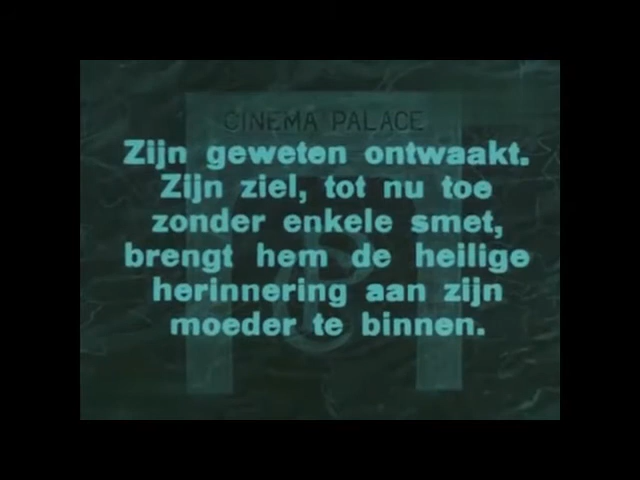 CINEMA PALACE
Zijn geweten ontwaakt.
Zijn ziel, tot nu toe
zonder enkele smet,
brengt hem de heilige
herinnering aan zijn
moeder te binnen.